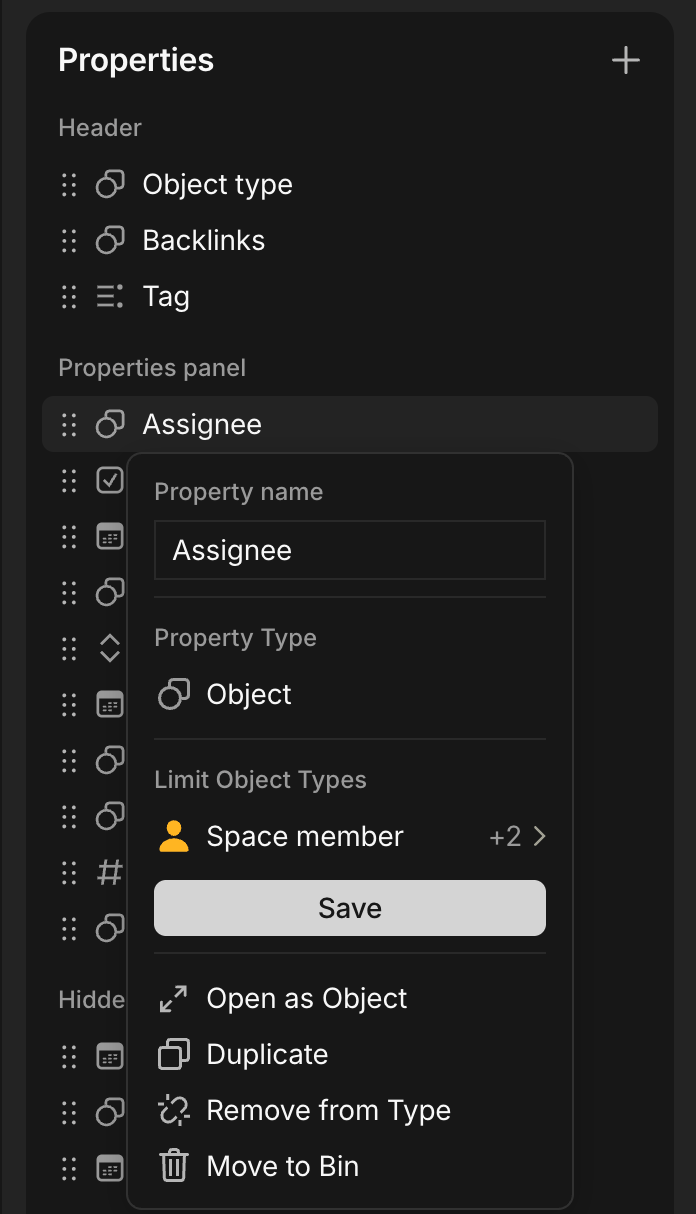 Properties
Header
Object type
Backlinks
Tag
Properties panel
Assignee
Property name
Assignee
Property Type
Object
Limit Object Types
Space member +2
Save
Hidde
Open as Object
Duplicate
Remove from Type
Move to Bin